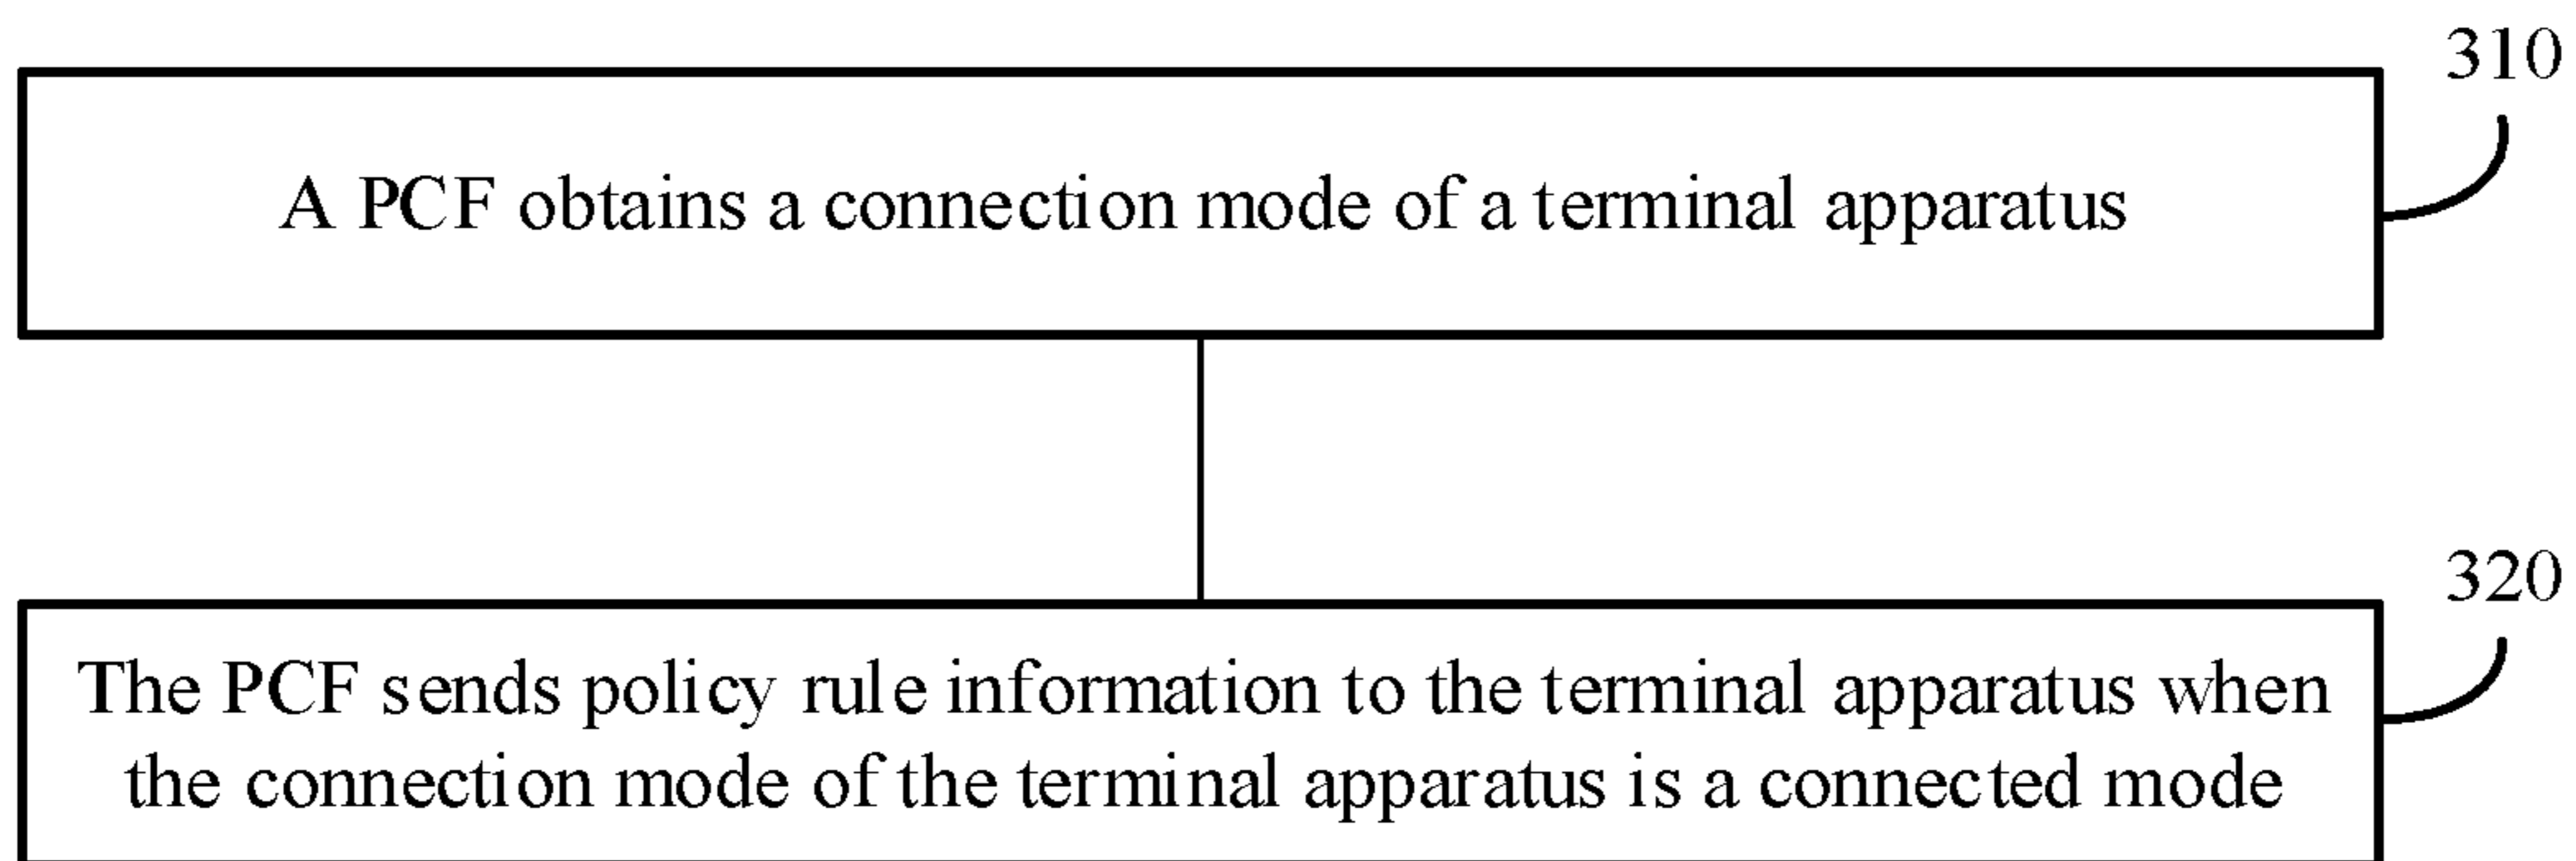 310
A PCF obtains a connection mode of a terminal apparatus
320
The PCF sends policy rule information to the terminal apparatus when
the connection mode of the terminal apparatus is a connected mode